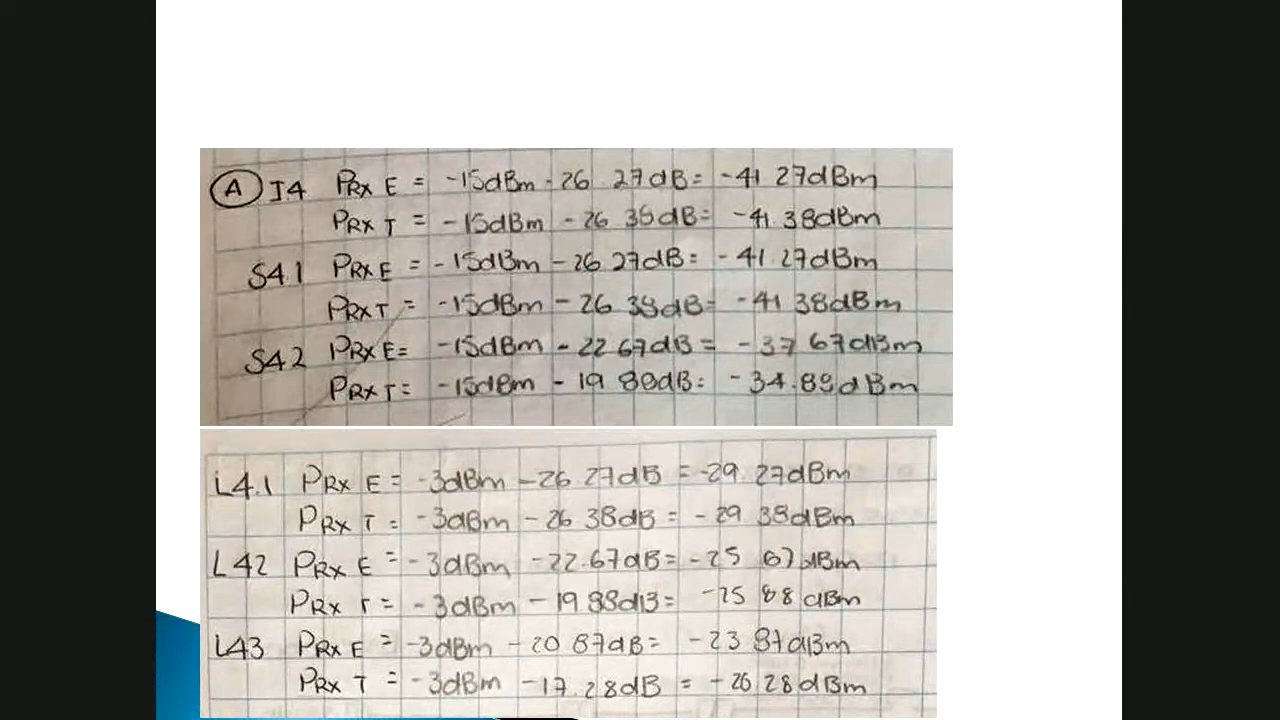 (A) I4 PRX E = -15dBm - 26.27dB = -41 27dBm
PRX T = -15dBm - 26 38dB = -41.38dBm
S4.1 PRX E = -15dBm - 26.27dB = -41.27dBm
PRX T = -15dBm - 26 38dB = -41 38dBm
S42 PRX E = -15dBm - 22 67dB = -37 67dBm
PRX T = -15dBm - 19 88dB = -34.88dBm
L4.1 PRX E = -3dBm - 26 27dB = -29.27dBm
PRX T = -3dBm - 26 38dB = -29 38dBm
L42 PRX E = -3dBm - 22.67dB = -25 67dBm
PRX T = -3dBm - 19 88dB = -25 88dBm
L43 PRX E = -3dBm - 20 87dB = -23 87dBm
PRX T = -3dBm - 17.28dB = -26 28dBm